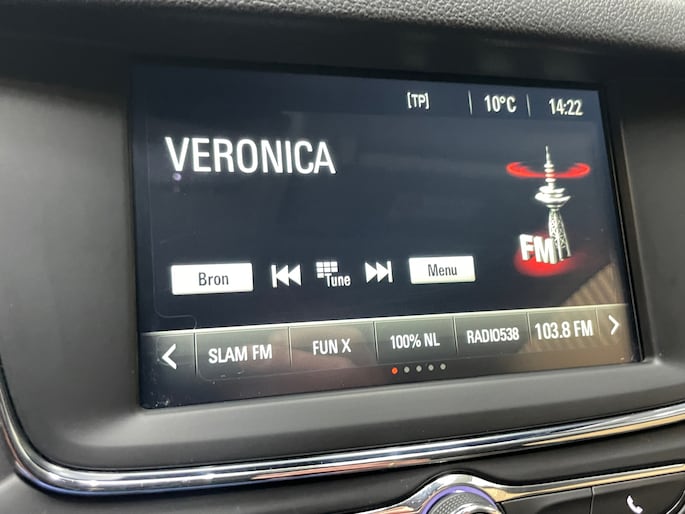 [TP] 10°C 14:22
VERONICA
FM
Bron Tune Menu
SLAM FM FUN X 100% NL RADIO538 103.8 FM